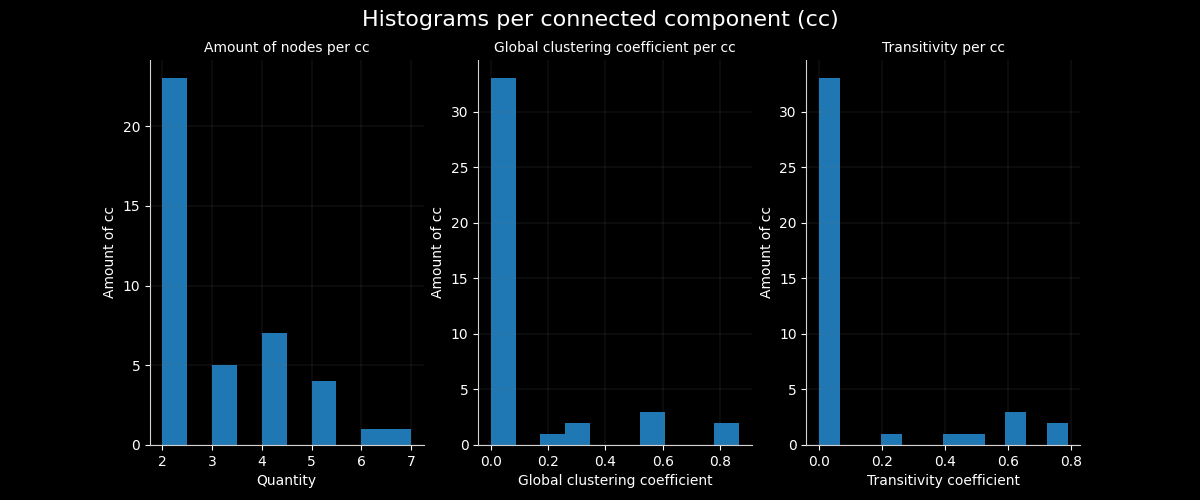 Histograms per connected component (cc)
Amount of nodes per cc
Amount of cc
20
15
10
5
0
2 3 4 5 6 7
Quantity
Global clustering coefficient per cc
Amount of cc
30
25
20
15
10
5
0
0.0 0.2 0.4 0.6 0.8
Global clustering coefficient
Transitivity per cc
Amount of cc
30
25
20
15
10
5
0
0.0 0.2 0.4 0.6 0.8
Transitivity coefficient